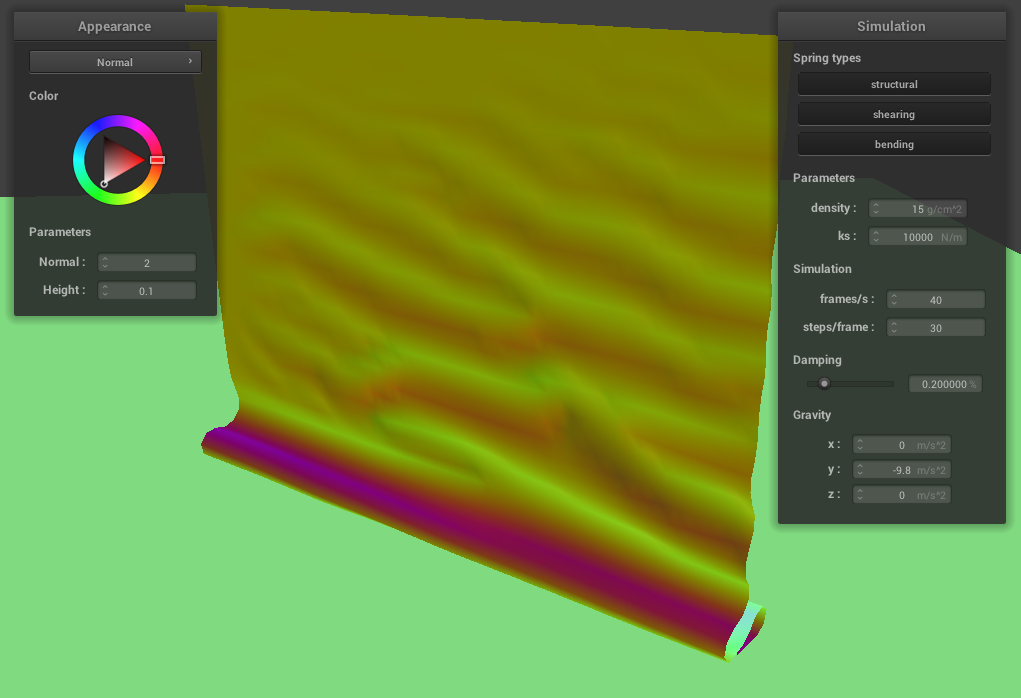 Appearance
Normal
Color
Parameters
Normal : 2
Height : 0.1
Simulation
Spring types
structural
shearing
bending
Parameters
density : 15 g/cm^2
ks : 10000 N/m
Simulation
frames/s : 40
steps/frame : 30
Damping
0.200000 %
Gravity
x : 0 m/s^2
y : -9.8 m/s^2
z : 0 m/s^2